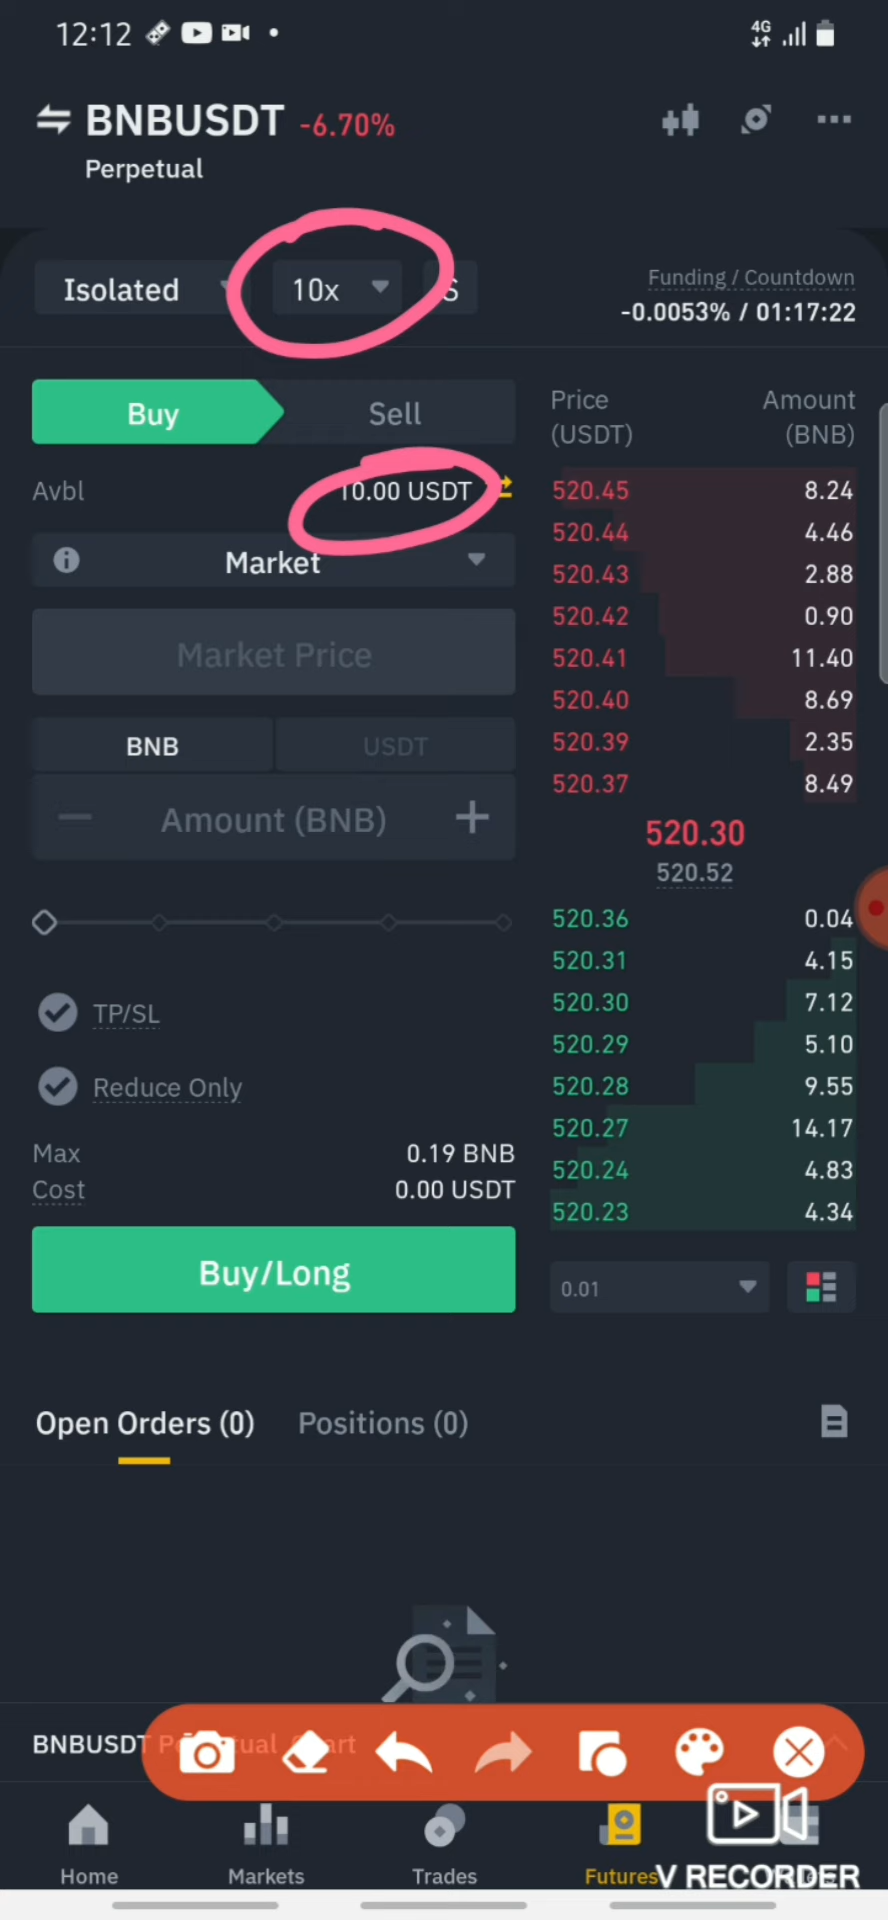 12:12
4G
BNBUSDT -6.70%
Perpetual
Isolated 10x S
Funding / Countdown
-0.0053% / 01:17:22
Buy Sell
Price Amount
(USDT) (BNB)
Avbl 10.00 USDT
Market
Market Price
BNB USDT
Amount (BNB)
TP/SL
Reduce Only
Max 0.19 BNB
Cost 0.00 USDT
Buy/Long
520.45 8.24
520.44 4.46
520.43 2.88
520.42 0.90
520.41 11.40
520.40 8.69
520.39 2.35
520.37 8.49
520.30
520.52
520.36 0.04
520.31 4.15
520.30 7.12
520.29 5.10
520.28 9.55
520.27 14.17
520.24 4.83
520.23 4.34
0.01
Open Orders (0) Positions (0)
BNBUSDT
Home Markets Trades Futures
V RECORDER